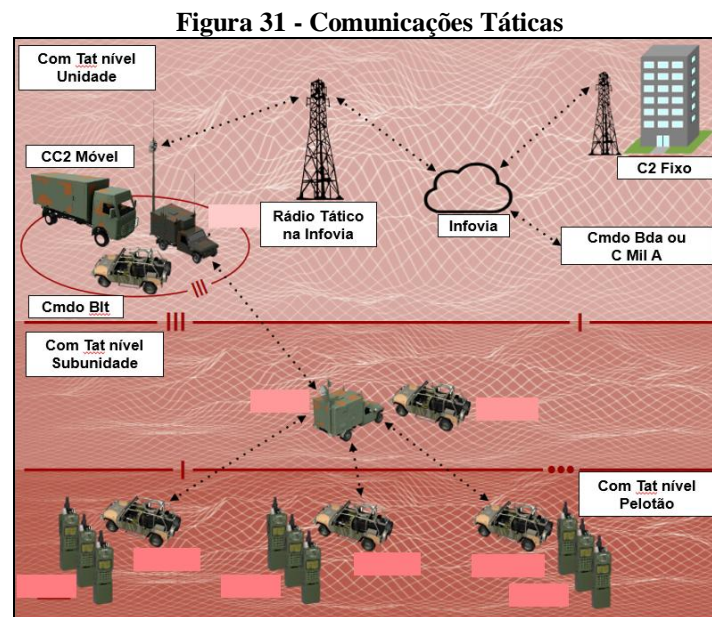 Figura 31 - Comunicações Táticas
Com Tat nível
Unidade
CC2 Móvel
C2 Fixo
Rádio Tático
na Infovia
Infovia
Cmdo Bda ou
C Mil A
Cmdo Blt
Com Tat nível
Subunidade
Com Tat nível
Pelotão